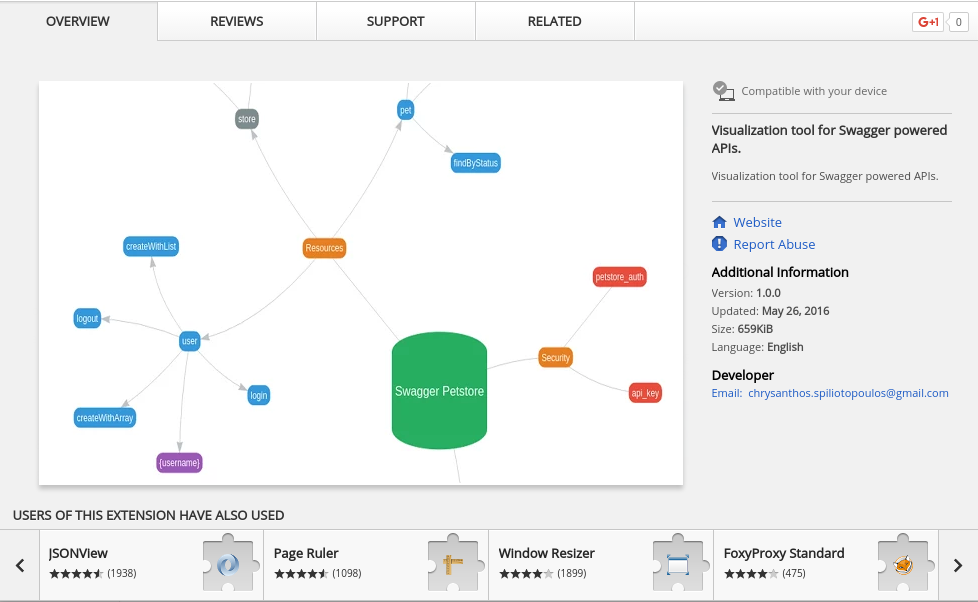 OVERVIEW
REVIEWS
SUPPORT
RELATED
G+1
0
store
pet
findByStatus
createWithList
Resources
petstore_auth
logout
user
Security
Swagger Petstore
login
api_key
createWithArray
{username}
Compatible with your device
Visualization tool for Swagger powered
APIs.
Visualization tool for Swagger powered APIs.
Website
Report Abuse
Additional Information
Version: 1.0.0
Updated: May 26, 2016
Size: 659KiB
Language: English
Developer
Email: chrysanthos.spiliotopoulos@gmail.com
USERS OF THIS EXTENSION HAVE ALSO USED
JSONView
(1938)
Page Ruler
(1098)
Window Resizer
(1899)
FoxyProxy Standard
(475)